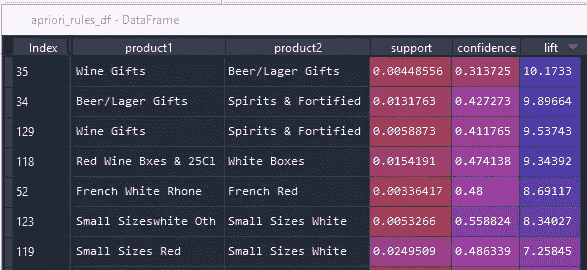 apriori_rules_df - DataFrame
Index product1 product2 support confidence lift
35 Wine Gifts Beer/Lager Gifts 0.00448556 0.313725 10.1733
34 Beer/Lager Gifts Spirits & Fortified 0.0131763 0.427273 9.89664
129 Wine Gifts Spirits & Fortified 0.0058873 0.411765 9.53743
118 Red Wine Bxes & 25Cl White Boxes 0.0154191 0.474138 9.34392
52 French White Rhone French Red 0.00336417 0.48 8.69117
123 Small Sizeswhite Oth Small Sizes White 0.0053266 0.558824 8.34027
119 Small Sizes Red Small Sizes White 0.0249509 0.486339 7.25845